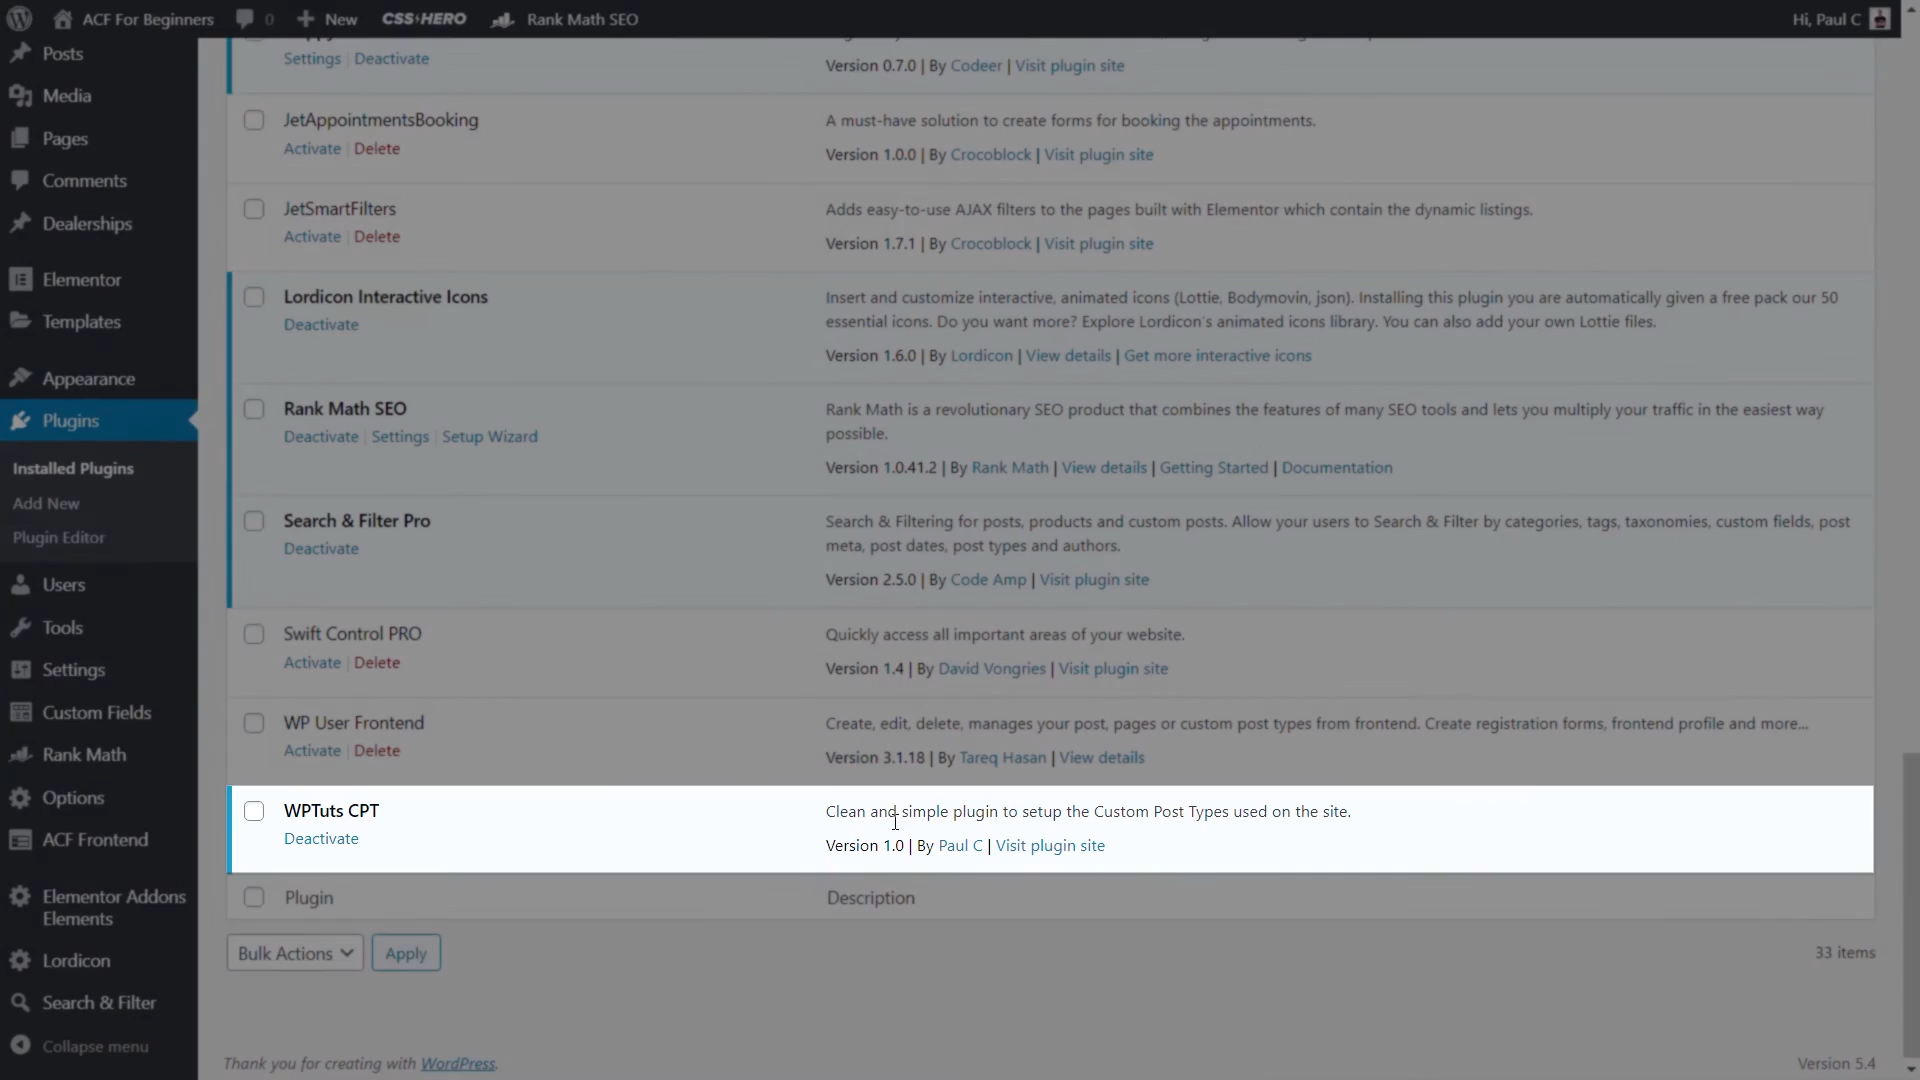 ACF For Beginners
0
New
CSS HERO
Rank Math SEO
Hi, Paul C
Posts
Media
Pages
Comments
Dealerships
Elementor
Templates
Appearance
Plugins
Installed Plugins
Add New
Plugin Editor
Users
Tools
Settings
Custom Fields
Rank Math
Options
ACF Frontend
Elementor Addons
Elements
Lordicon
Search & Filter
Collapse menu
Settings | Deactivate
Version 0.7.0 | By Codeer | Visit plugin site
JetAppointmentsBooking
Activate | Delete
A must-have solution to create forms for booking the appointments.
Version 1.0.0 | By Crocoblock | Visit plugin site
JetSmartFilters
Activate | Delete
Adds easy-to-use AJAX filters to the pages built with Elementor which contain the dynamic listings.
Version 1.7.1 | By Crocoblock | Visit plugin site
Lordicon Interactive Icons
Deactivate
Insert and customize interactive, animated icons (Lottie, Bodymovin, json). Installing this plugin you are automatically given a free pack our 50
essential icons. Do you want more? Explore Lordicon's animated icons library. You can also add your own Lottie files.
Version 1.6.0 | By Lordicon | View details | Get more interactive icons
Rank Math SEO
Deactivate | Settings | Setup Wizard
Rank Math is a revolutionary SEO product that combines the features of many SEO tools and lets you multiply your traffic in the easiest way
possible.
Version 1.0.41.2 | By Rank Math | View details | Getting Started | Documentation
Search & Filter Pro
Deactivate
Search & Filtering for posts, products and custom posts. Allow your users to Search & Filter by categories, tags, taxonomies, custom fields, post
meta, post dates, post types and authors.
Version 2.5.0 | By Code Amp | Visit plugin site
Swift Control PRO
Activate | Delete
Quickly access all important areas of your website.
Version 1.4 | By David Vongries | Visit plugin site
WP User Frontend
Activate | Delete
Create, edit, delete, manages your post, pages or custom post types from frontend. Create registration forms, frontend profile and more...
Version 3.1.18 | By Tareq Hasan | View details
WPTuts CPT
Deactivate
Clean and simple plugin to setup the Custom Post Types used on the site.
Version 1.0 | By Paul C | Visit plugin site
Plugin
Description
Bulk Actions
Apply
33 items
Thank you for creating with WordPress.
Version 5.4